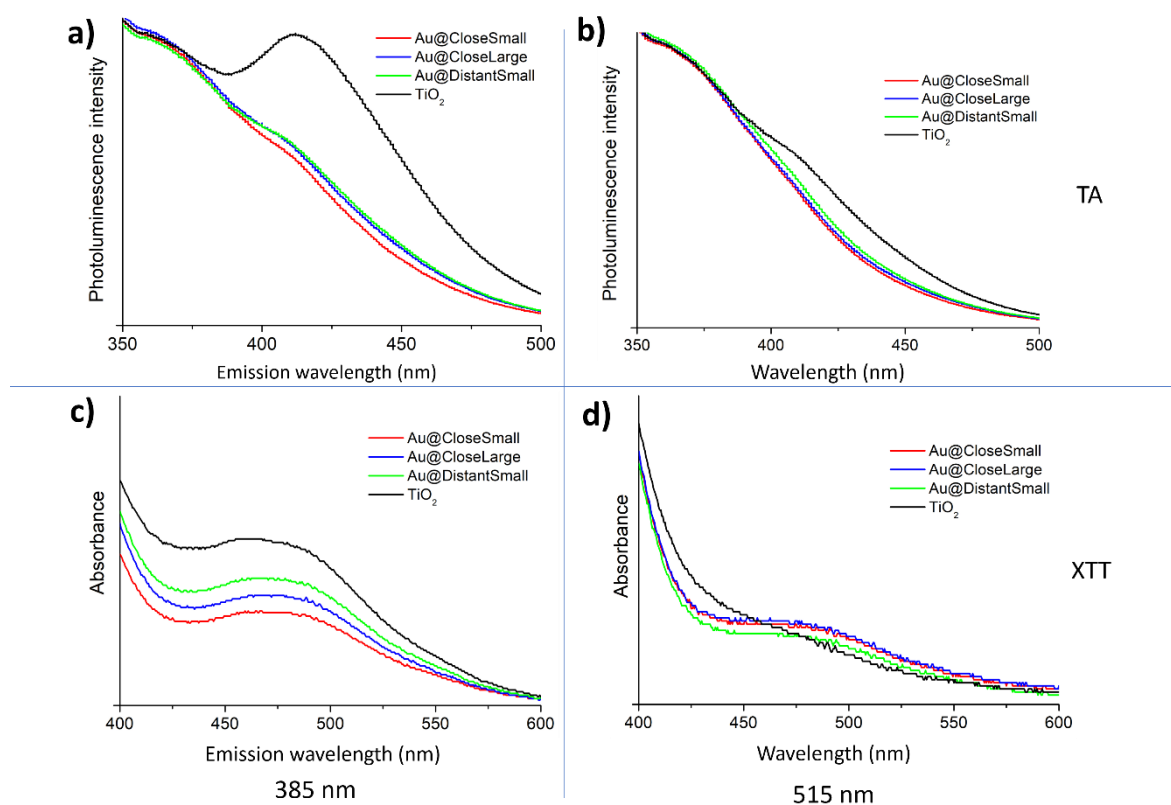 a)
Au@CloseSmall
Au@CloseLarge
Au@DistantSmall
TiO₂
Photoluminescence intensity
350 400 450 500
Emission wavelength (nm)
b)
Au@CloseSmall
Au@CloseLarge
Au@DistantSmall
TiO₂
Photoluminescence intensity
350 400 450 500
Wavelength (nm)
TA
c)
Au@CloseSmall
Au@CloseLarge
Au@DistantSmall
TiO₂
Absorbance
400 450 500 550 600
Emission wavelength (nm)
385 nm
d)
Au@CloseSmall
Au@CloseLarge
Au@DistantSmall
TiO₂
Absorbance
400 450 500 550 600
Wavelength (nm)
515 nm
XTT